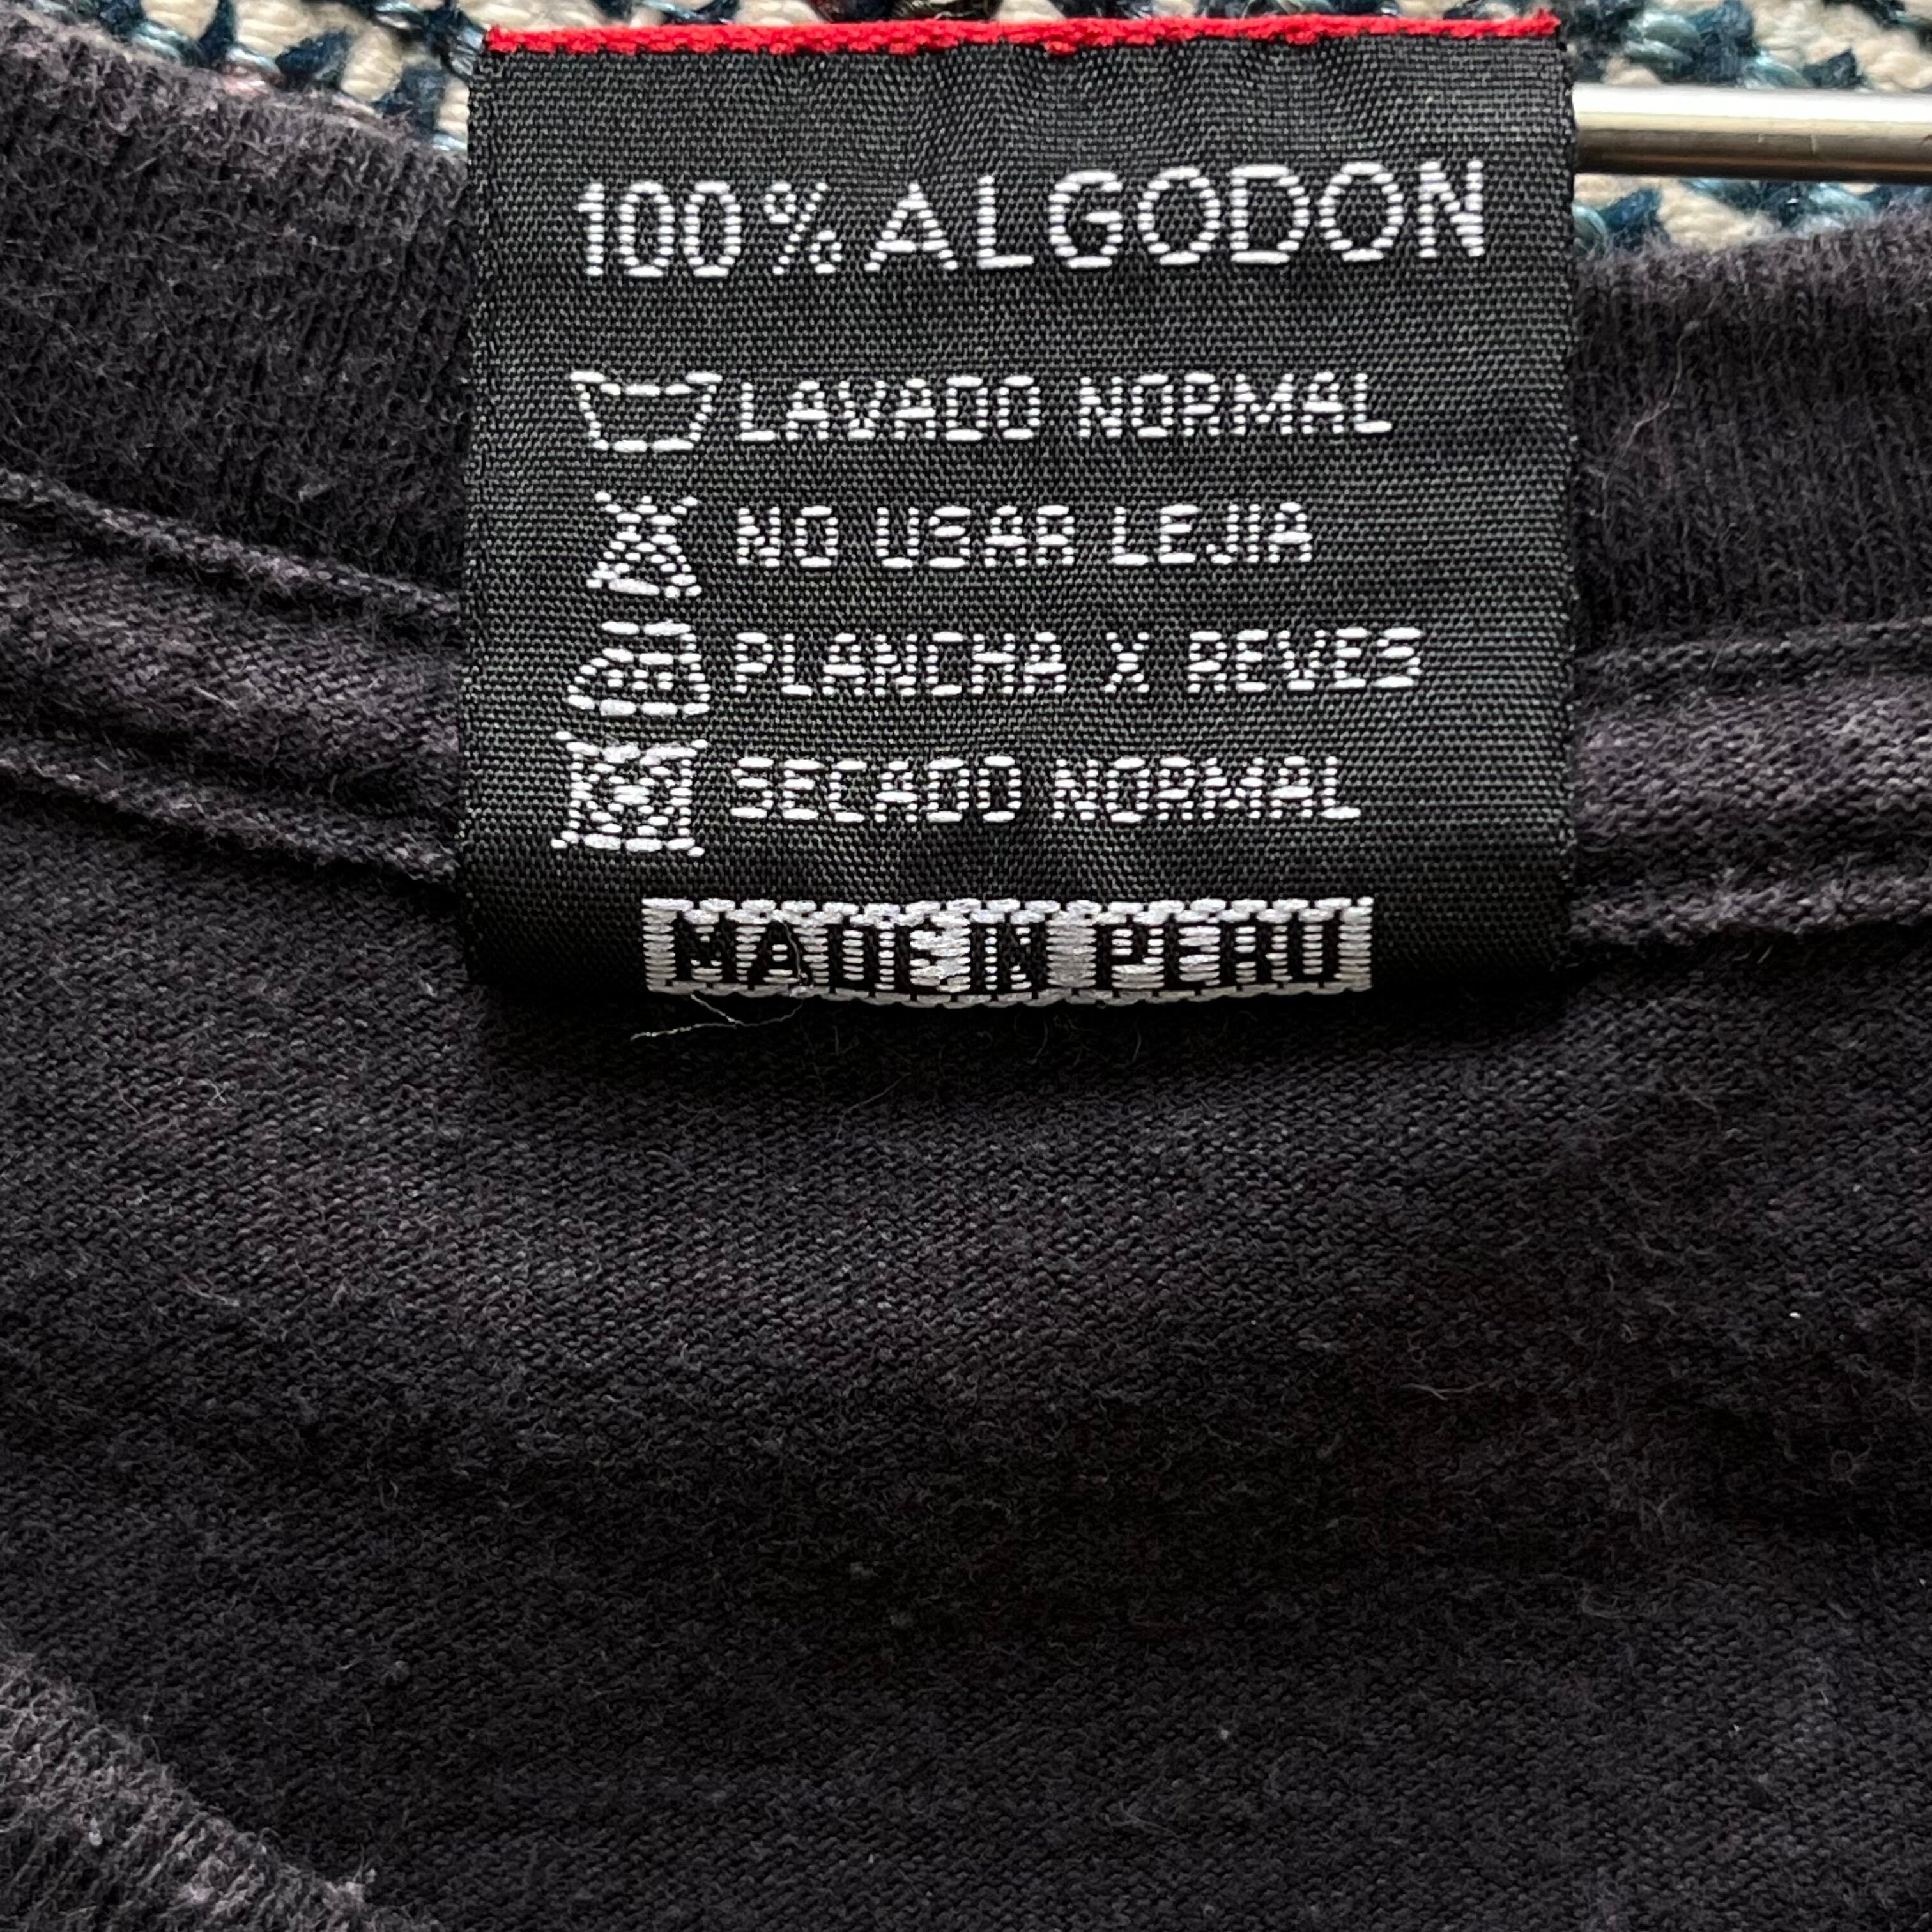 100% ALGODON
LAVADO NORMAL
NO USAR LEJIA
PLANCHA X REVES
SECADO NORMAL
MADE IN PERU